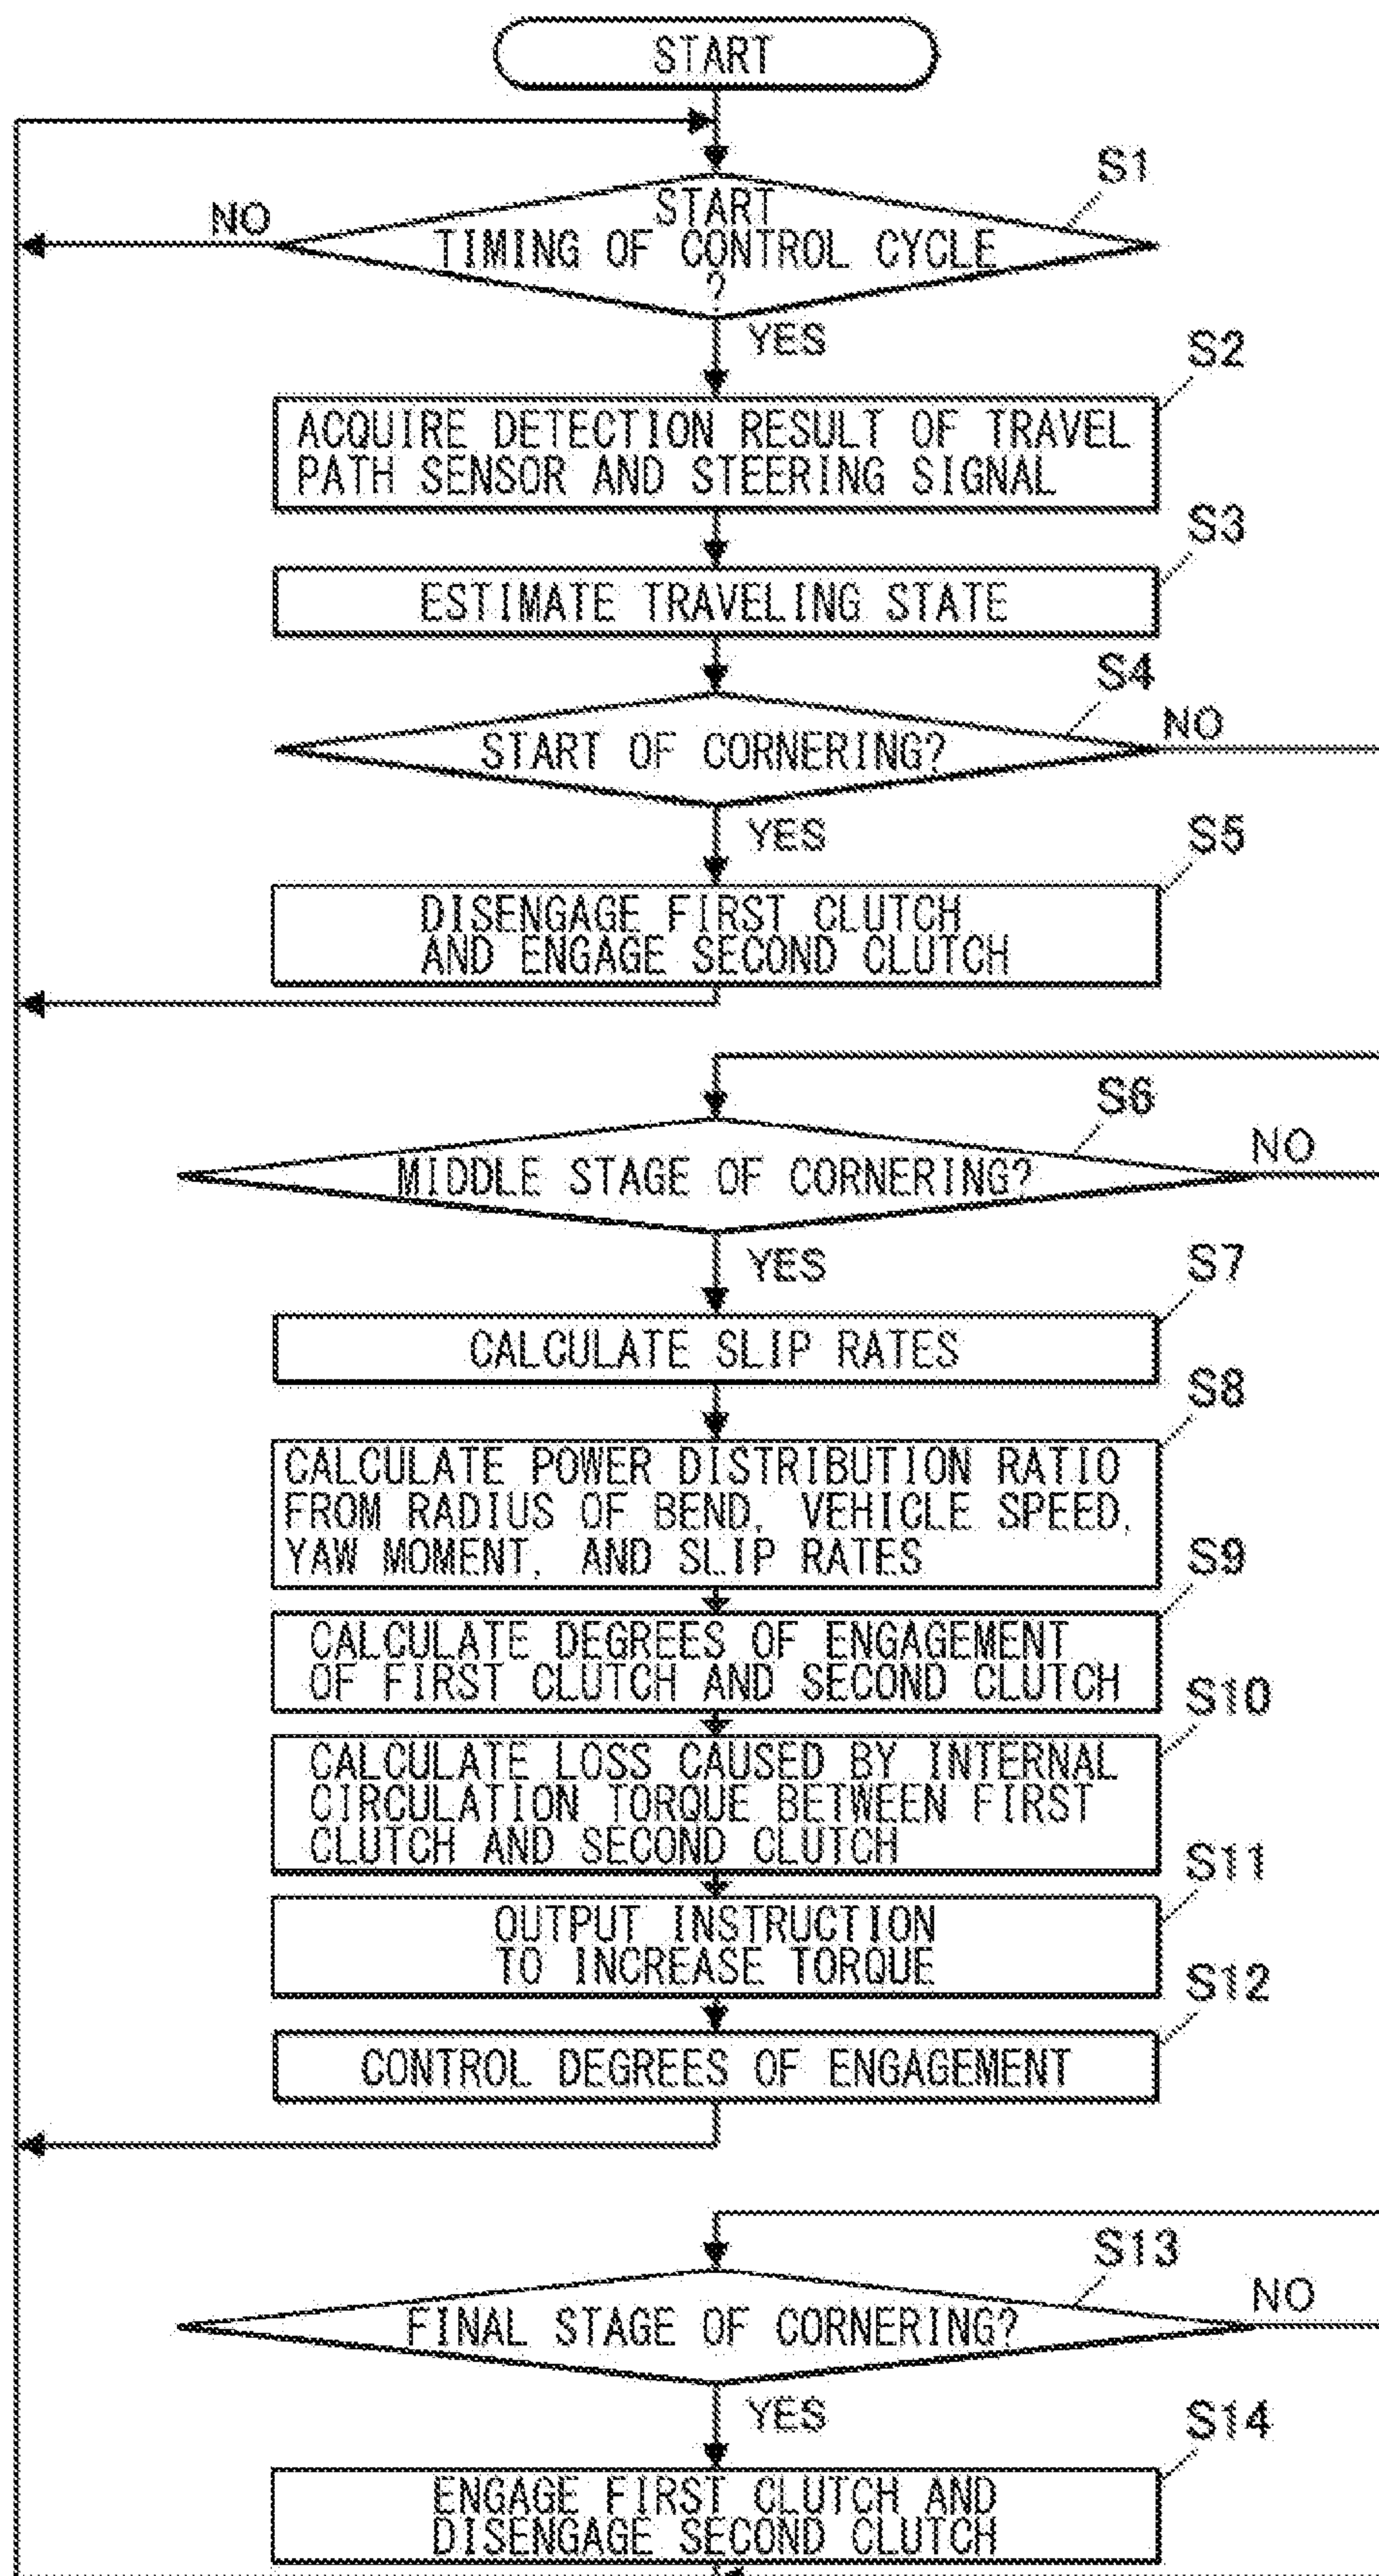 START
S1
NO
START
TIMING OF CONTROL CYCLE
?
YES
S2
ACQUIRE DETECTION RESULT OF TRAVEL
PATH SENSOR AND STEERING SIGNAL
S3
ESTIMATE TRAVELING STATE
S4
NO
START OF CORNERING?
YES
S5
DISENGAGE FIRST CLUTCH
AND ENGAGE SECOND CLUTCH
S6
NO
MIDDLE STAGE OF CORNERING?
YES
S7
CALCULATE SLIP RATES
S8
CALCULATE POWER DISTRIBUTION RATIO
FROM RADIUS OF BEND, VEHICLE SPEED,
YAW MOMENT, AND SLIP RATES
S9
CALCULATE DEGREES OF ENGAGEMENT
OF FIRST CLUTCH AND SECOND CLUTCH
S10
CALCULATE LOSS CAUSED BY INTERNAL
CIRCULATION TORQUE BETWEEN FIRST
CLUTCH AND SECOND CLUTCH
S11
OUTPUT INSTRUCTION
TO INCREASE TORQUE
S12
CONTROL DEGREES OF ENGAGEMENT
S13
NO
FINAL STAGE OF CORNERING?
YES
S14
ENGAGE FIRST CLUTCH AND
DISENGAGE SECOND CLUTCH